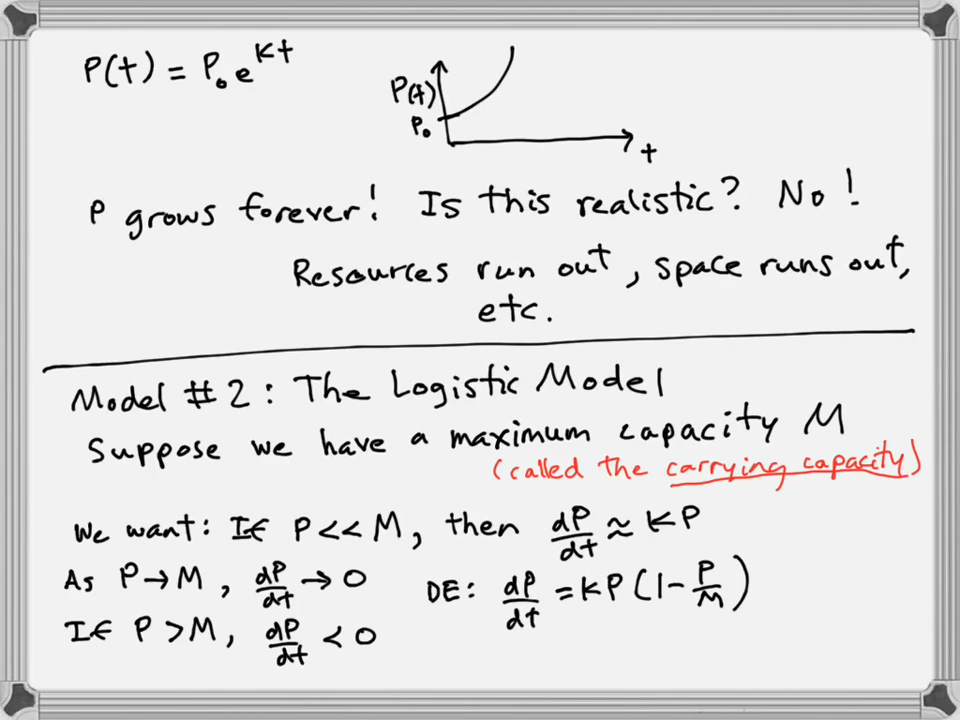 P(t) = P₀e^{kt}
P(t)
P₀
t
P grows forever! Is this realistic? No!
Resources run out, space runs out,
etc.
Model #2: The Logistic Model
Suppose we have a maximum capacity M
(called the carrying capacity)
We want: If P << M, then dP/dt ≈ kP
As P → M, dP/dt → 0
DE: dP/dt = kP(1 - P/M)
If P > M, dP/dt < 0